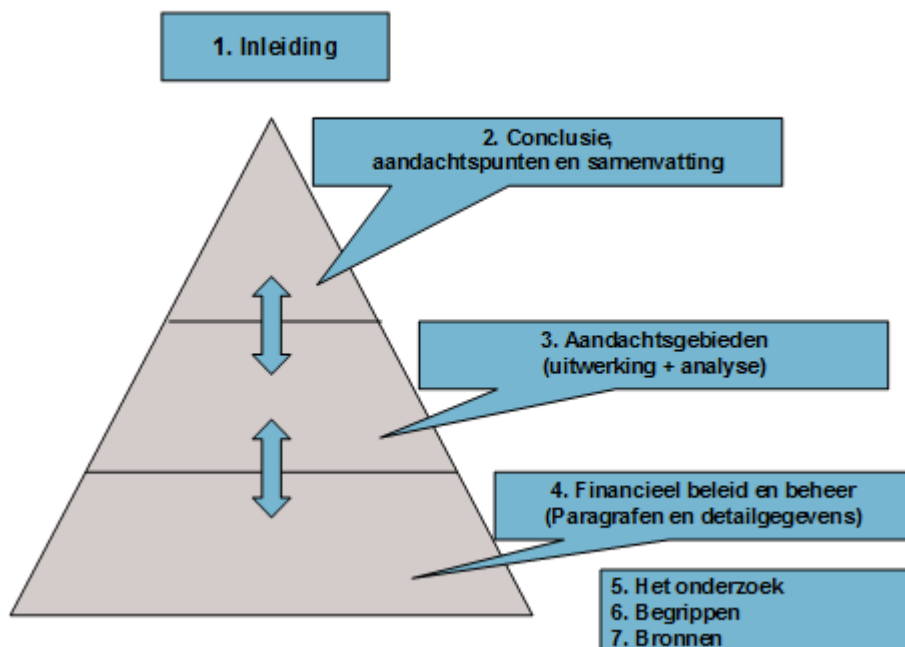 1. Inleiding
2. Conclusie,
aandachtspunten en samenvatting
3. Aandachtsgebieden
(uitwerking + analyse)
4. Financieel beleid en beheer
(Paragrafen en detailgegevens)
5. Het onderzoek
6. Begrippen
7. Bronnen